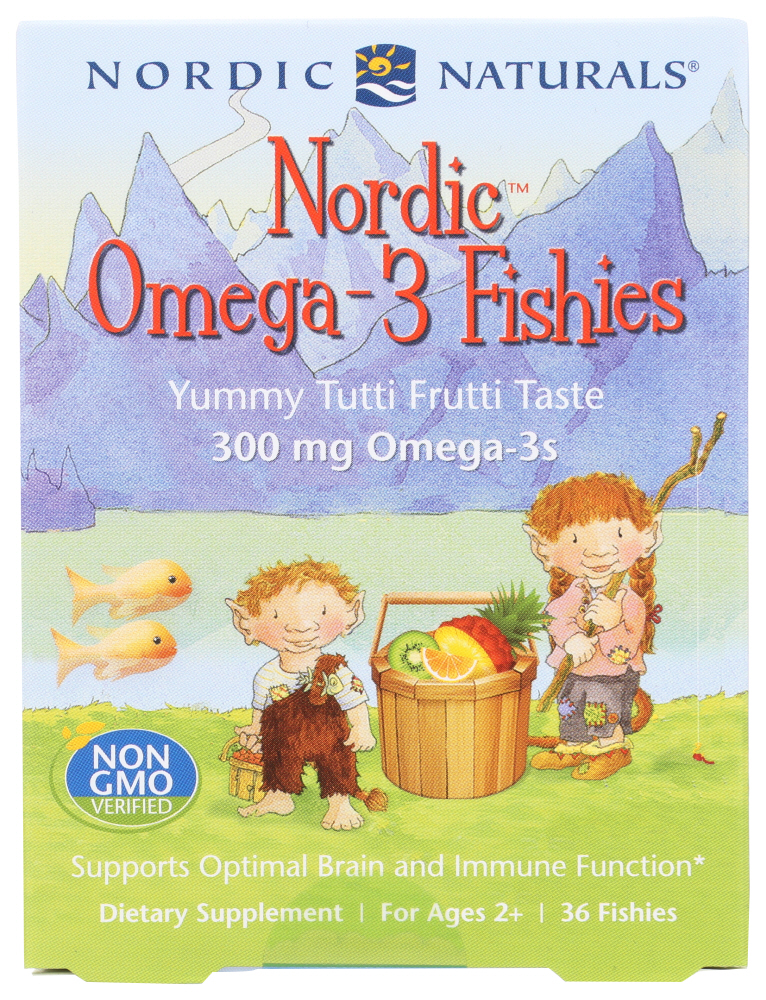 NORDIC NATURALS®
Nordic™
Omega-3 Fishies
Yummy Tutti Frutti Taste
300 mg Omega-3s
NON
GMO
VERIFIED
Supports Optimal Brain and Immune Function*
Dietary Supplement | For Ages 2+ | 36 Fishies